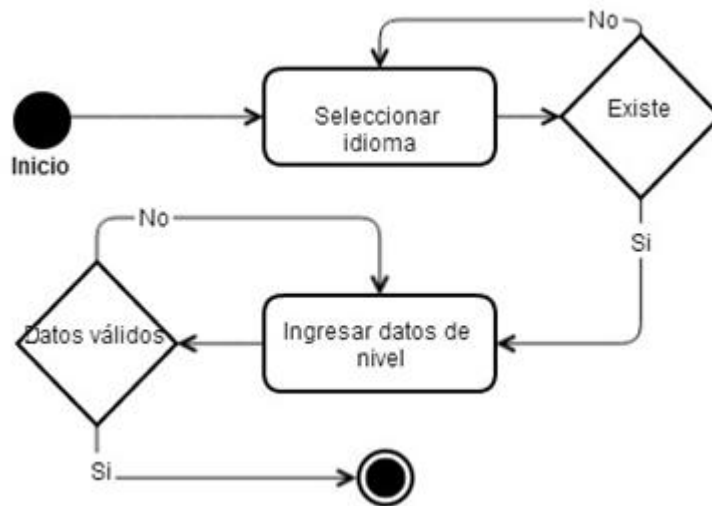 No
Seleccionar
idioma
Existe
Inicio
Si
No
Datos válidos
Ingresar datos de
nivel
Si